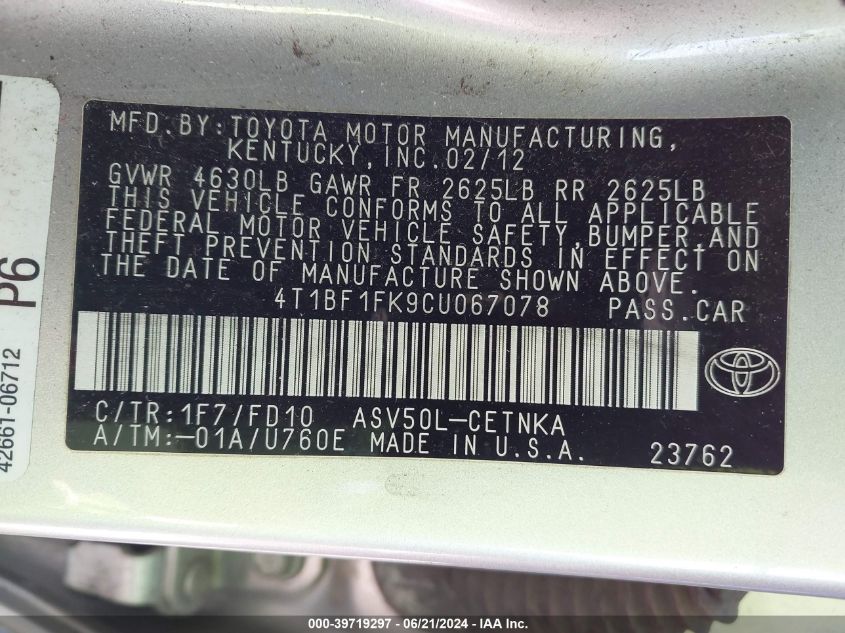 MFD.BY:TOYOTA MOTOR MANUFACTURING,
KENTUCKY,INC.02/12
GVWR 4630LB GAWR FR 2625LB RR 2625LB
THIS VEHICLE CONFORMS TO ALL APPLICABLE
FEDERAL MOTOR VEHICLE SAFETY,BUMPER,AND
THEFT PREVENTION STANDARDS IN EFFECT ON
THE DATE OF MANUFACTURE SHOWN ABOVE.
4T1BF1FK9CU067078 PASS.CAR
C/TR:1F7/FD10 ASV50L-CETNKA
A/TM:-01A/U760E MADE IN U.S.A. 23762
P6
42661-06712
000-39719297 - 06/21/2024 - IAA Inc.